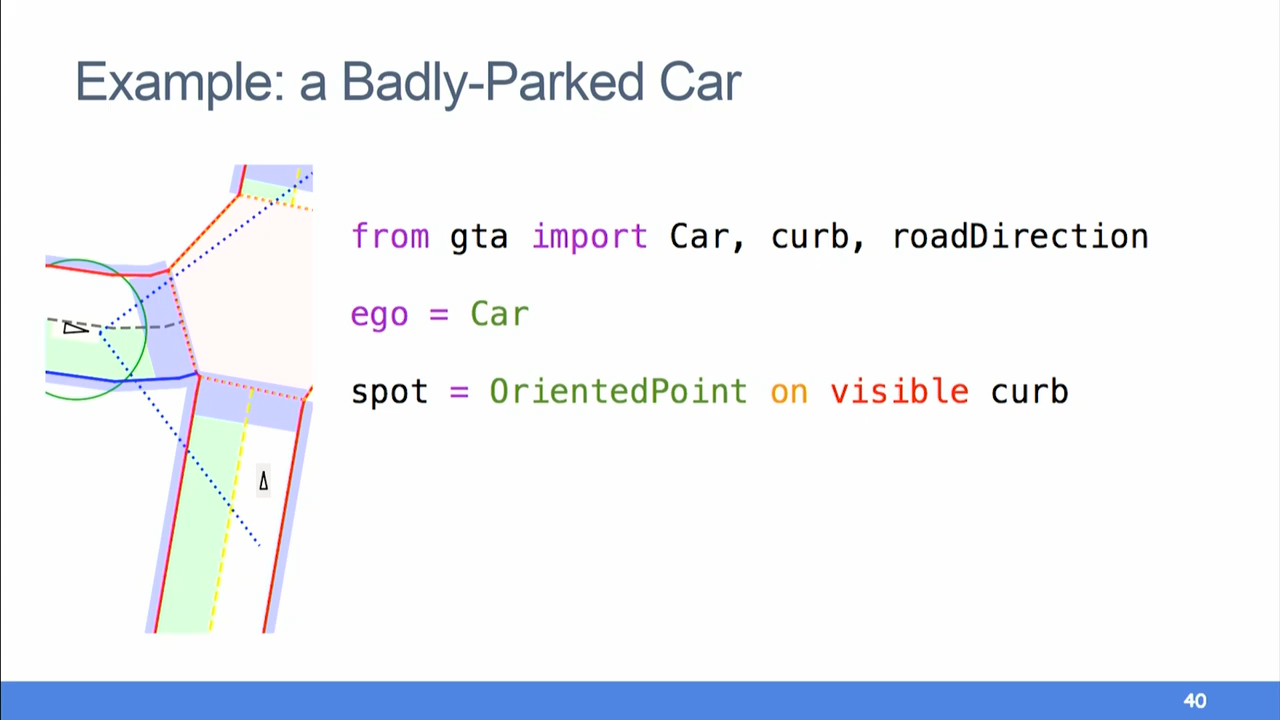 Example: a Badly-Parked Car
from gta import Car, curb, roadDirection
ego = Car
spot = OrientedPoint on visible curb
40